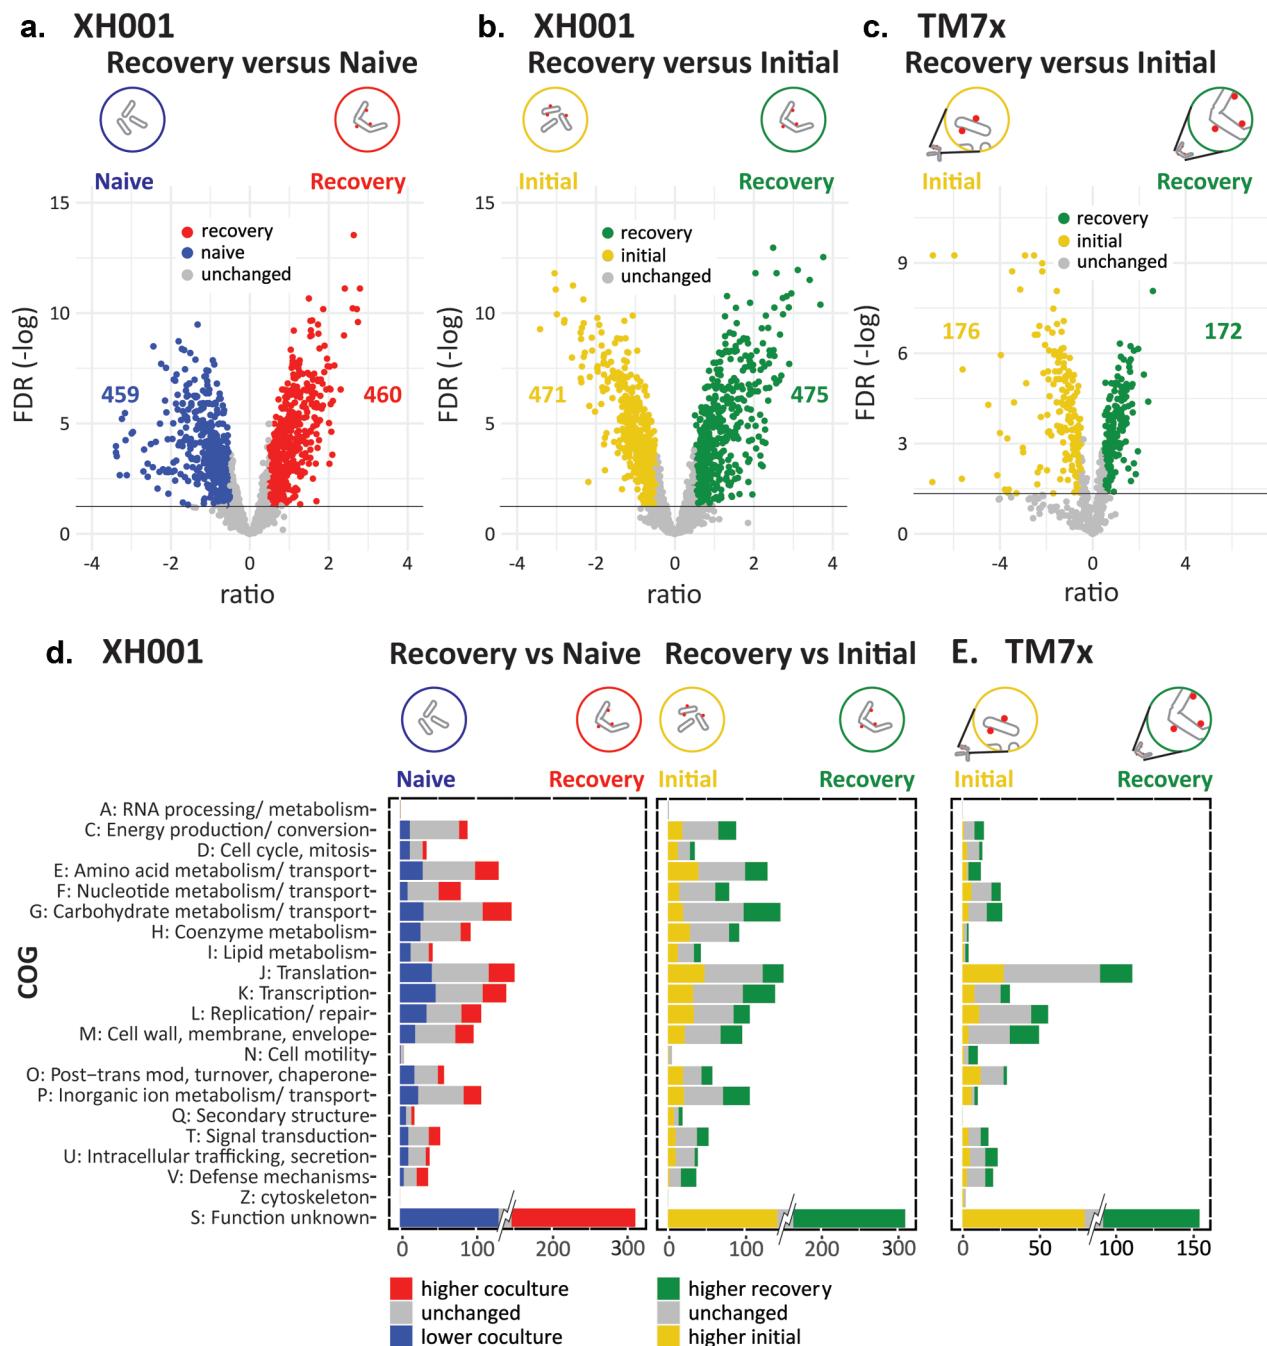 a. XH001
Recovery versus Naive
Naive
Recovery
15
10
5
0
FDR (-log)
recovery
naive
unchanged
459
460
-4 -2 0 2 4
ratio
b. XH001
Recovery versus Initial
Initial
Recovery
15
10
5
0
FDR (-log)
recovery
initial
unchanged
471
475
-4 -2 0 2 4
ratio
c. TM7x
Recovery versus Initial
Initial
Recovery
9
6
3
0
FDR (-log)
recovery
initial
unchanged
176
172
-4 0 4
ratio
d. XH001
Recovery vs Naive
Recovery vs Initial
E. TM7x
Naive
Recovery
Initial
Recovery
Initial
Recovery
COG
A: RNA processing/ metabolism-
C: Energy production/ conversion-
D: Cell cycle, mitosis-
E: Amino acid metabolism/ transport-
F: Nucleotide metabolism/ transport-
G: Carbohydrate metabolism/ transport-
H: Coenzyme metabolism-
I: Lipid metabolism-
J: Translation-
K: Transcription-
L: Replication/ repair-
M: Cell wall, membrane, envelope-
N: Cell motility-
O: Post−trans mod, turnover, chaperone-
P: Inorganic ion metabolism/ transport-
Q: Secondary structure-
T: Signal transduction-
U: Intracellular trafficking, secretion-
V: Defense mechanisms-
Z: cytoskeleton-
S: Function unknown-
0 100 200 300
0 100 200 300
0 50 100 150
higher coculture
unchanged
lower coculture
higher recovery
unchanged
higher initial